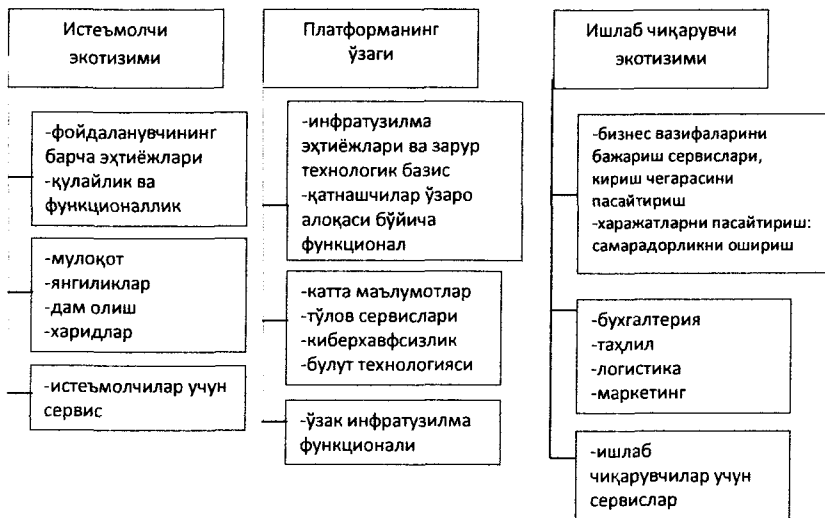 Истеъмолчи
экотизими
-фойдаланувчининг
барча эҳтиёжлари
-қулайлик ва
функционаллик
-мулоқот
-янгиликлар
-дам олиш
-харидлар
-истеъмолчилар учун
сервис
Платформанинг
ўзаги
-инфратузилма
эҳтиёжлари ва зарур
технологик базис
-қатнашчилар ўзаро
алоқаси бўйича
функционал
-катта маълумотлар
-тўлов сервислари
-киберхавфсизлик
-булут технологияси
-ўзак инфратузилма
функционали
Ишлаб чиқарувчи
экотизими
-бизнес вазифаларини
бажариш сервислари,
кириш чегарасини
пасайтириш
-харажатларни пасайтириш:
самарадорликни ошириш
-бухгалтерия
-таҳлил
-логистика
-маркетинг
-ишлаб
чиқарувчилар учун
сервислар